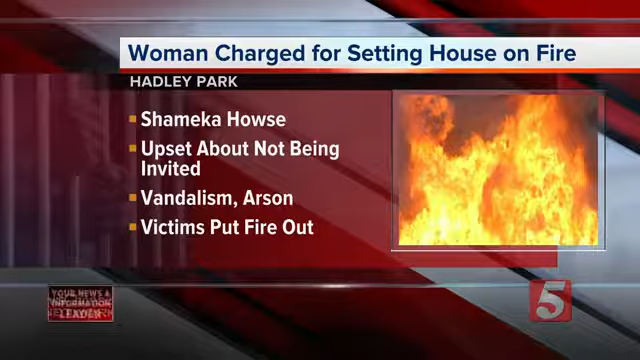 Woman Charged for Setting House on Fire
HADLEY PARK
Shameka Howse
Upset About Not Being
Invited
Vandalism, Arson
Victims Put Fire Out
YOUR NEWS &
INFORMATION
LEADER
5